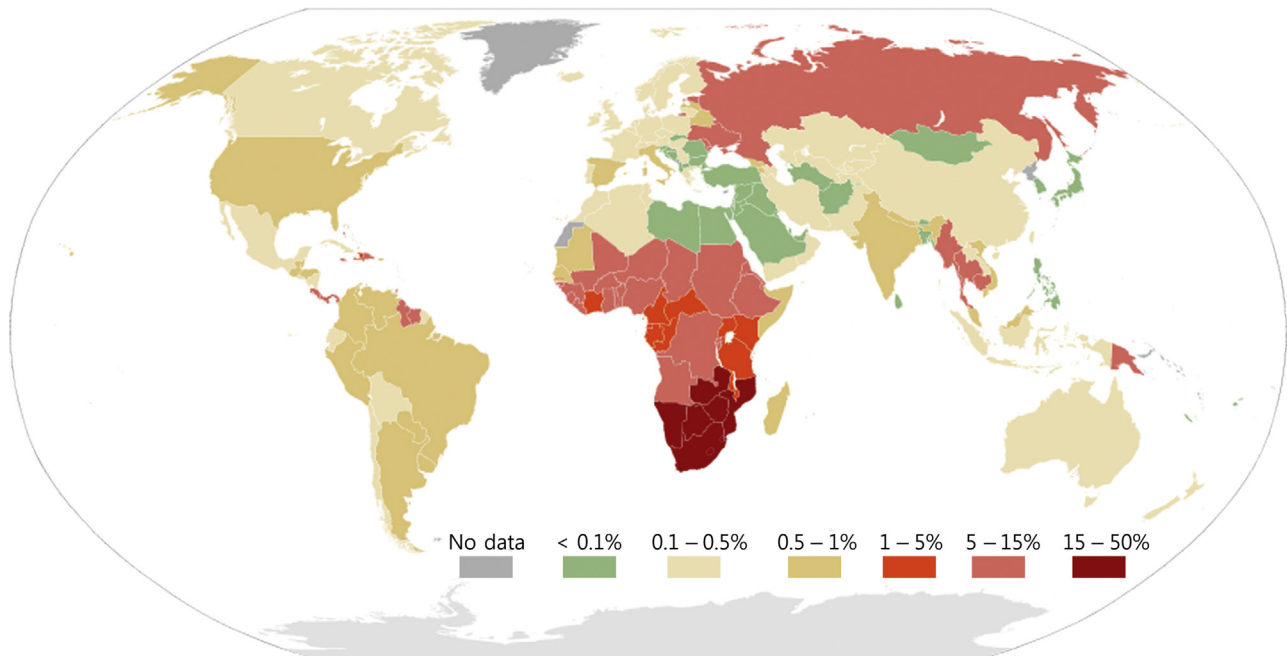 No data < 0.1% 0.1 – 0.5% 0.5 – 1% 1 – 5% 5 – 15% 15 – 50%